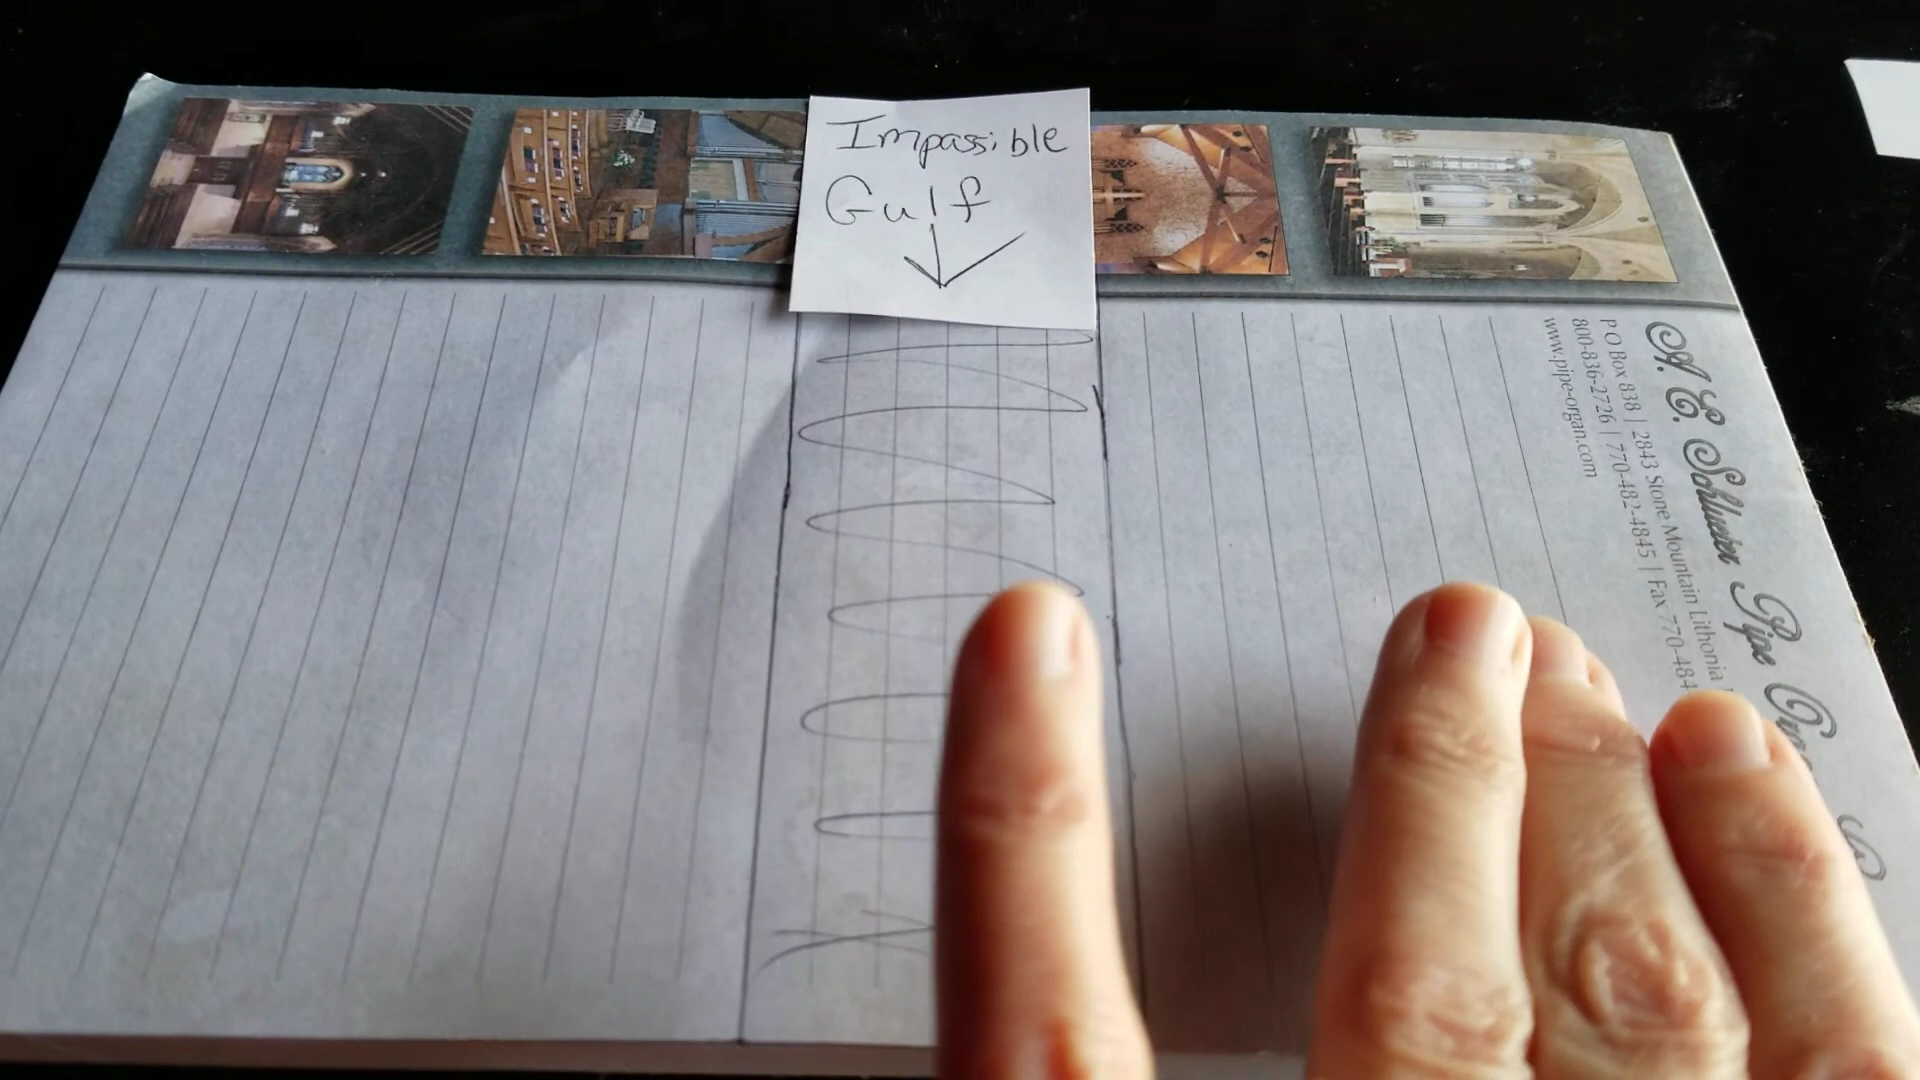 Impassible
Gulf
A. E. Schlueter Pipe Organ
P O Box 838 | 2843 Stone Mountain Lithonia
800-836-2726 | 770-482-4845 | Fax 770-484
www.pipe-organ.com